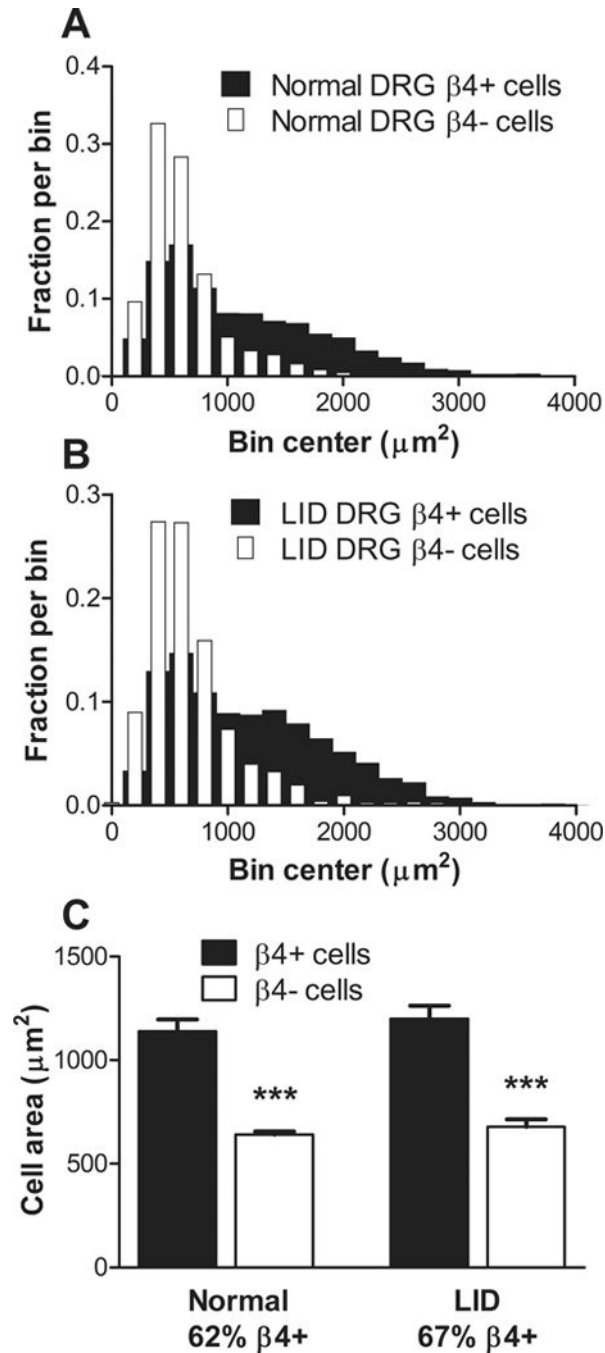 A
0.4
Normal DRG β4+ cells
Normal DRG β4- cells
0.3
0.2
0.1
0.0
Fraction per bin
0 1000 2000 3000 4000
Bin center (μm²)
B
0.3
LID DRG β4+ cells
LID DRG β4- cells
0.2
0.1
0.0
Fraction per bin
0 1000 2000 3000 4000
Bin center (μm²)
C
β4+ cells
β4- cells
1500
1000
500
0
Cell area (μm²)
*** ***
Normal LID
62% β4+ 67% β4+